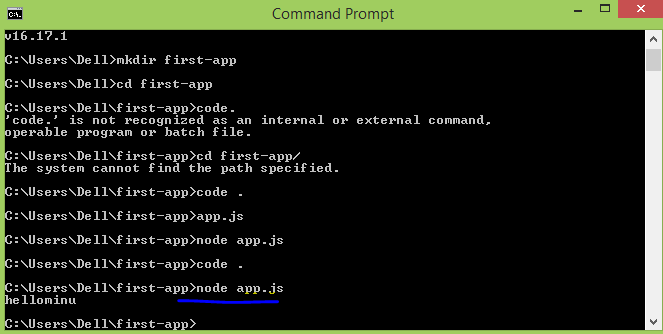 Command Prompt
v16.17.1
C:\Users\Dell>mkdir first-app
C:\Users\Dell>cd first-app
C:\Users\Dell\first-app>code.
'code.' is not recognized as an internal or external command,
operable program or batch file.
C:\Users\Dell\first-app>cd first-app/
The system cannot find the path specified.
C:\Users\Dell\first-app>code .
C:\Users\Dell\first-app>app.js
C:\Users\Dell\first-app>node app.js
C:\Users\Dell\first-app>code .
C:\Users\Dell\first-app>node app.js
hellominu
C:\Users\Dell\first-app>